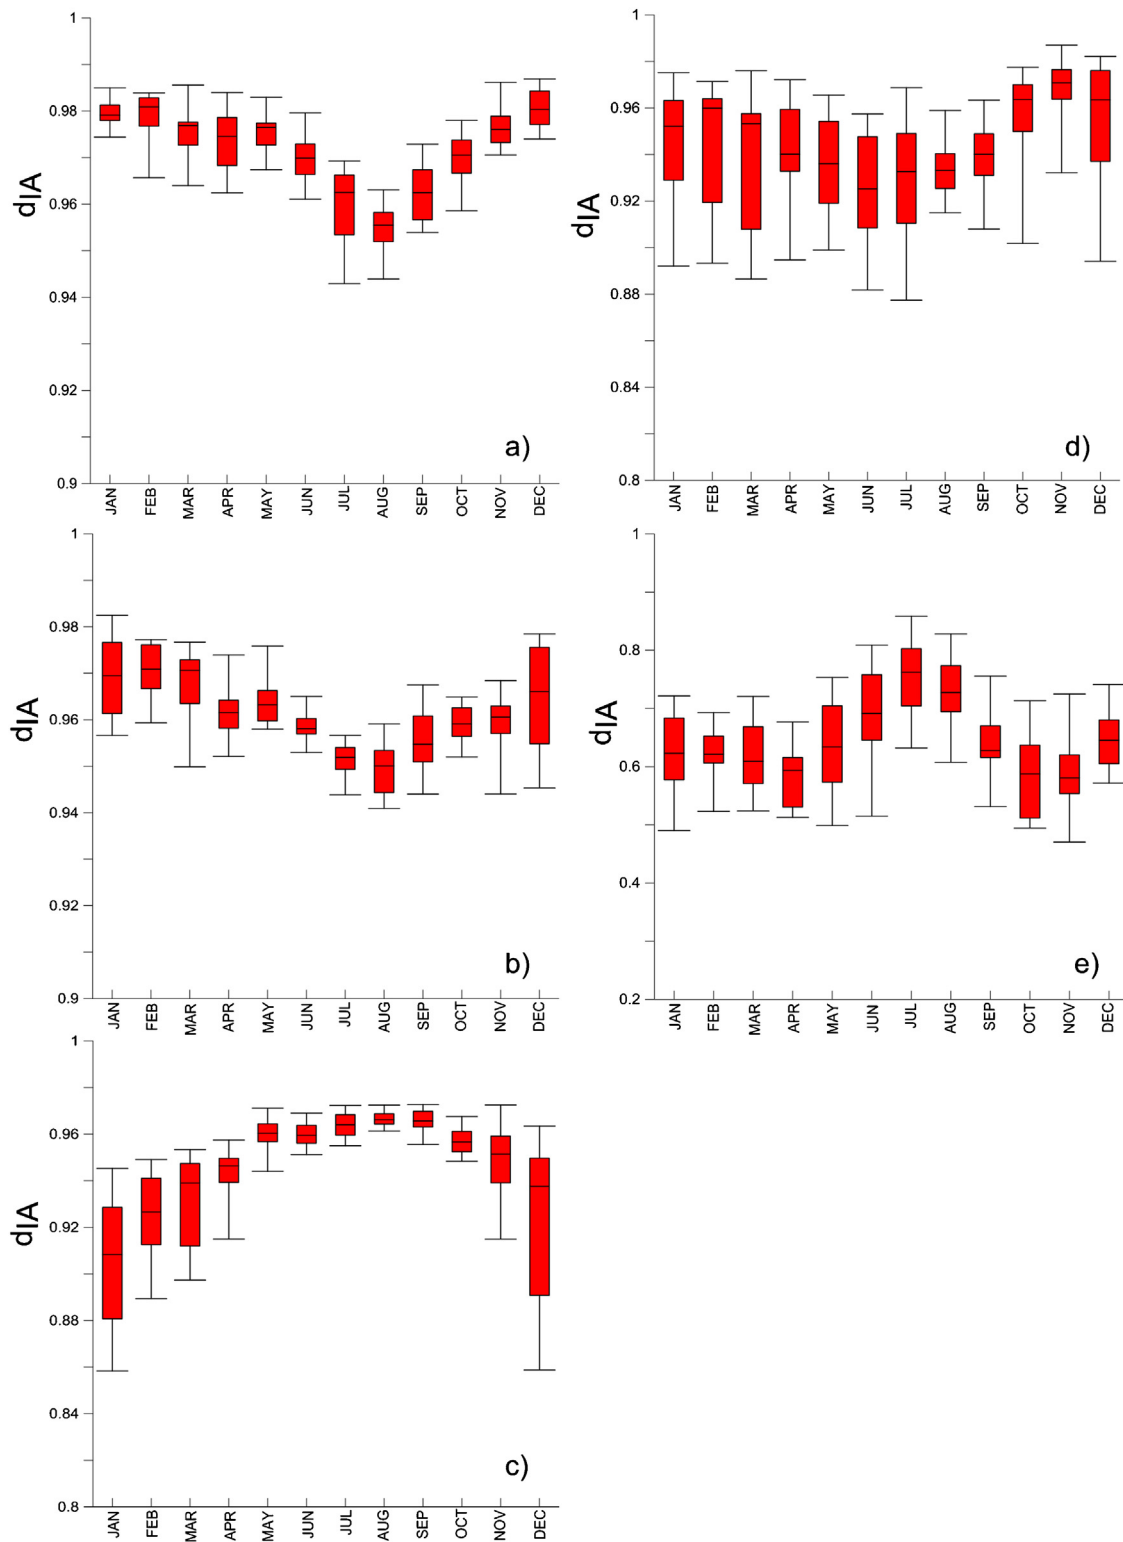 1
0.98
0.96
0.94
0.92
0.9
dIA
a)
JAN FEB MAR APR MAY JUN JUL AUG SEP OCT NOV DEC
1
0.96
0.92
0.88
0.84
0.8
dIA
d)
JAN FEB MAR APR MAY JUN JUL AUG SEP OCT NOV DEC
1
0.98
0.96
0.94
0.92
0.9
dIA
b)
JAN FEB MAR APR MAY JUN JUL AUG SEP OCT NOV DEC
1
0.8
0.6
0.4
0.2
dIA
e)
JAN FEB MAR APR MAY JUN JUL AUG SEP OCT NOV DEC
1
0.96
0.92
0.88
0.84
0.8
dIA
c)
JAN FEB MAR APR MAY JUN JUL AUG SEP OCT NOV DEC